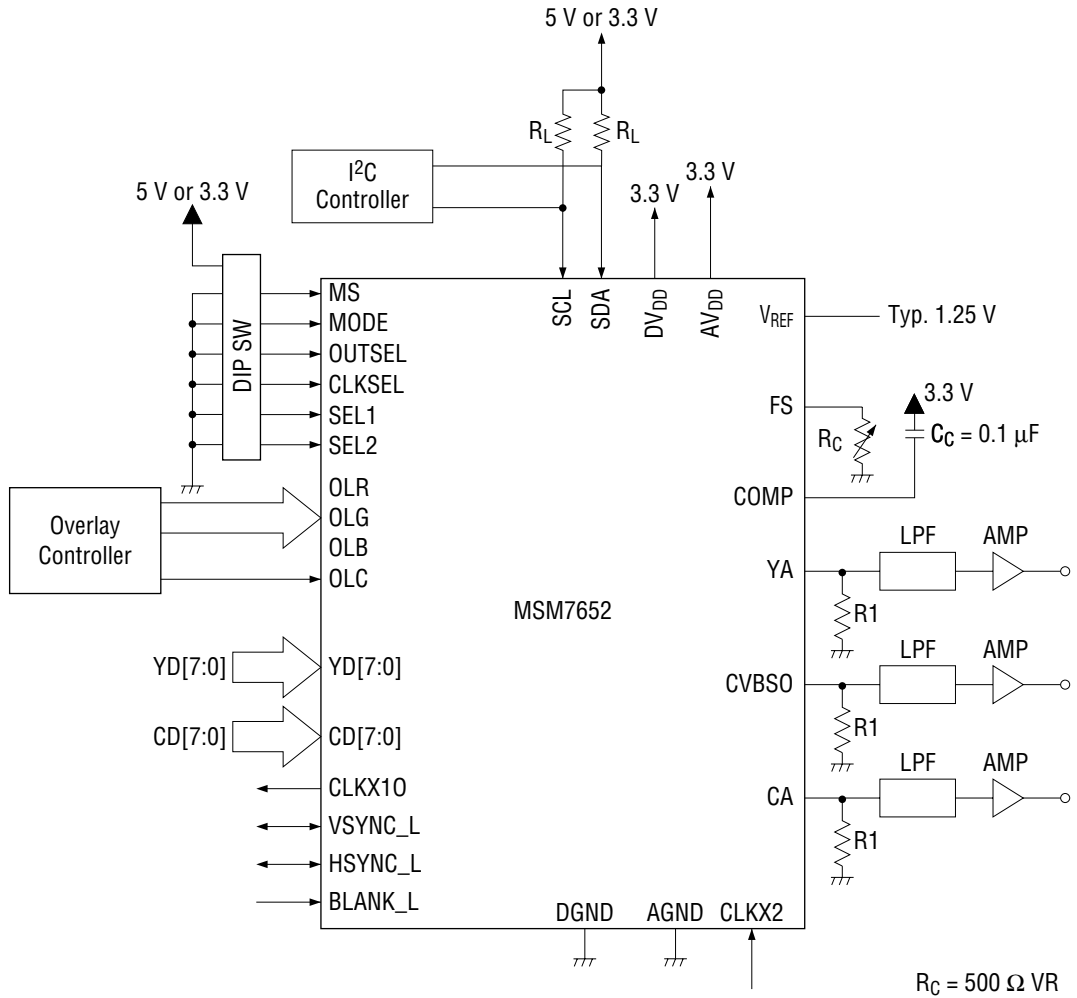 5 V or 3.3 V
R_L R_L
I²C
Controller
5 V or 3.3 V
3.3 V
3.3 V
DIP SW
MS
MODE
OUTSEL
CLKSEL
SEL1
SEL2
SCL
SDA
DV_DD
AV_DD
V_REF
Typ. 1.25 V
FS
R_C
3.3 V
C_C = 0.1 µF
COMP
Overlay
Controller
OLR
OLG
OLB
OLC
MSM7652
YA
LPF
AMP
R1
YD[7:0]
YD[7:0]
CVBSO
LPF
AMP
R1
CD[7:0]
CD[7:0]
CA
LPF
AMP
R1
CLKX1O
VSYNC_L
HSYNC_L
BLANK_L
DGND
AGND
CLKX2
R_C = 500 Ω VR